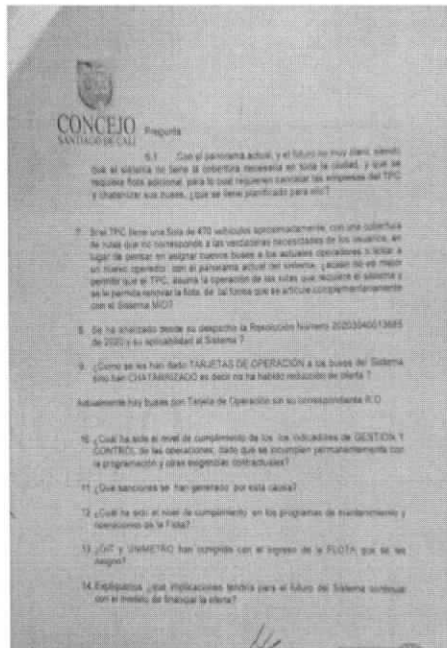 CONCEJO
SANTIAGO DE CALI
Pregunta
6.1 Con el panorama actual, y el futuro no muy claro, siendo
que el sistema no tiene la cobertura necesaria en toda la ciudad, y que se
requiere flota adicional, para lo cual requieren cancelar las empresas del TPC
y chatarrizar sus buses, ¿que se tiene planificado para ello?
7. Si el TPC tiene una flota de 470 vehículos aproximadamente, con una cobertura
de rutas que no corresponde a las verdaderas necesidades de los usuarios, en
lugar de pensar en asignar nuevos buses a los actuales operadores o licitar a
un nuevo operador con el panorama actual del sistema, ¿acaso no es mejor
permitir que el TPC, asuma la operación de las rutas que requiere el sistema y
se le permita renovar la flota, de tal forma que se articule complementariamente
con el Sistema MIO?
8. Se ha analizado desde su despacho la Resolución Número 20203040013685
de 2020 y su aplicabilidad al Sistema ?
9. ¿Como se les han dado TARJETAS DE OPERACIÓN a los buses del Sistema
sino han CHATARRIZADO es decir no ha habido reducción de oferta ?
Actualmente hay buses con Tarjeta de Operación sin su correspondiente R.O
10. ¿Cuál ha sido el nivel de cumplimiento de los los indicadores de GESTION Y
CONTROL de las operaciones, dado que se incumplen permanentemente con
la programación y otras exigencias contractuales?
11. ¿Que sanciones se han generado por esta causa?
12. ¿Cuál ha sido el nivel de cumplimiento en los programas de mantenimiento y
operaciones de la Flota?
13. ¿GIT y UNIMETRO han cumplido con el ingreso de la FLOTA que se les
asigno?
14. Explíquenos ¿que implicaciones tendría para el futuro del Sistema continuar
con el modelo de financiar la oferta?